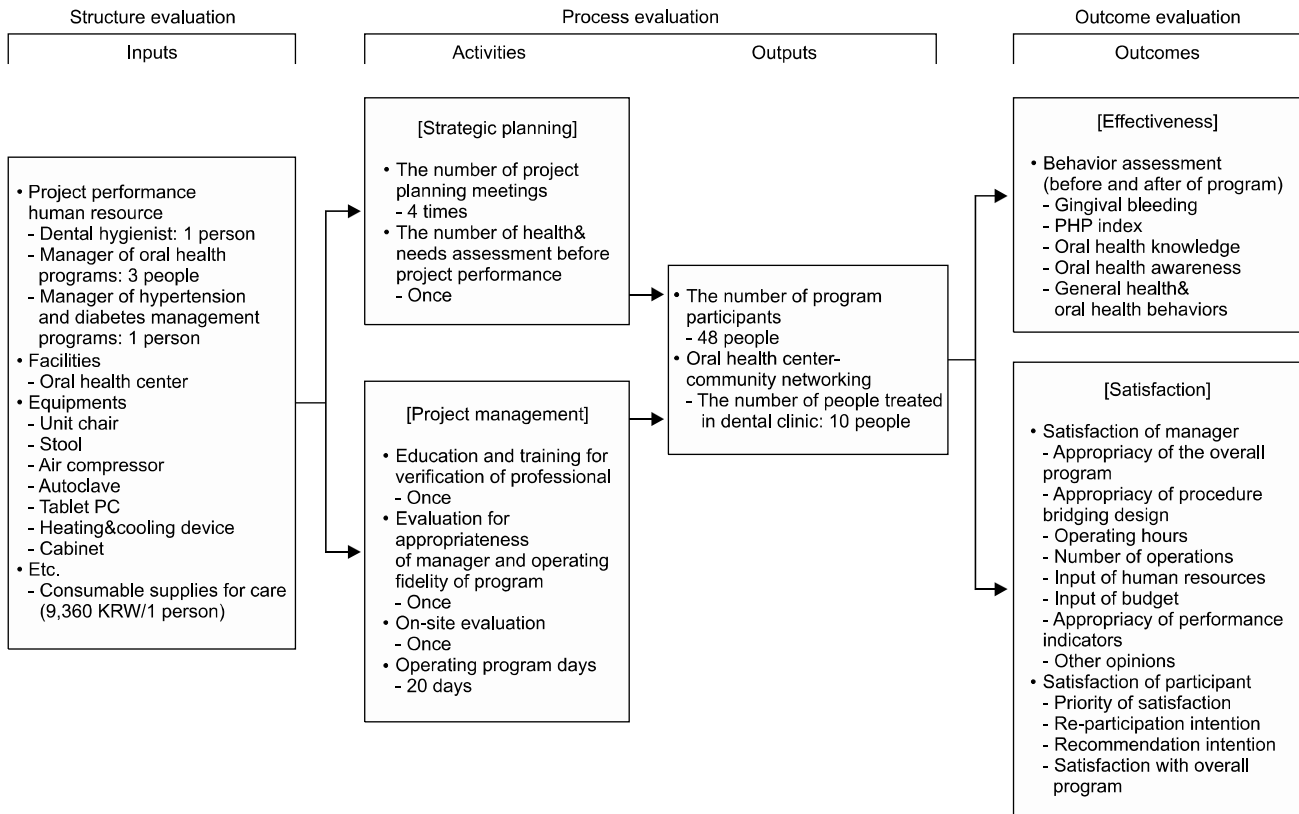 Structure evaluation
Process evaluation
Outcome evaluation
Inputs
Activities
Outputs
Outcomes
• Project performance
human resource
- Dental hygienist: 1 person
- Manager of oral health
programs: 3 people
- Manager of hypertension
and diabetes management
programs: 1 person
• Facilities
- Oral health center
• Equipments
- Unit chair
- Stool
- Air compressor
- Autoclave
- Tablet PC
- Heating&cooling device
- Cabinet
• Etc.
- Consumable supplies for care
(9,360 KRW/1 person)
[Strategic planning]
• The number of project
planning meetings
- 4 times
• The number of health&
needs assessment before
project performance
- Once
[Project management]
• Education and training for
verification of professional
- Once
• Evaluation for
appropriateness
of manager and operating
fidelity of program
- Once
• On-site evaluation
- Once
• Operating program days
- 20 days
• The number of program
participants
- 48 people
• Oral health center-
community networking
- The number of people treated
in dental clinic: 10 people
[Effectiveness]
• Behavior assessment
(before and after of program)
- Gingival bleeding
- PHP index
- Oral health knowledge
- Oral health awareness
- General health&
oral health behaviors
[Satisfaction]
• Satisfaction of manager
- Appropriacy of the overall
program
- Appropriacy of procedure
bridging design
- Operating hours
- Number of operations
- Input of human resources
- Input of budget
- Appropriacy of performance
indicators
- Other opinions
• Satisfaction of participant
- Priority of satisfaction
- Re-participation intention
- Recommendation intention
- Satisfaction with overall
program